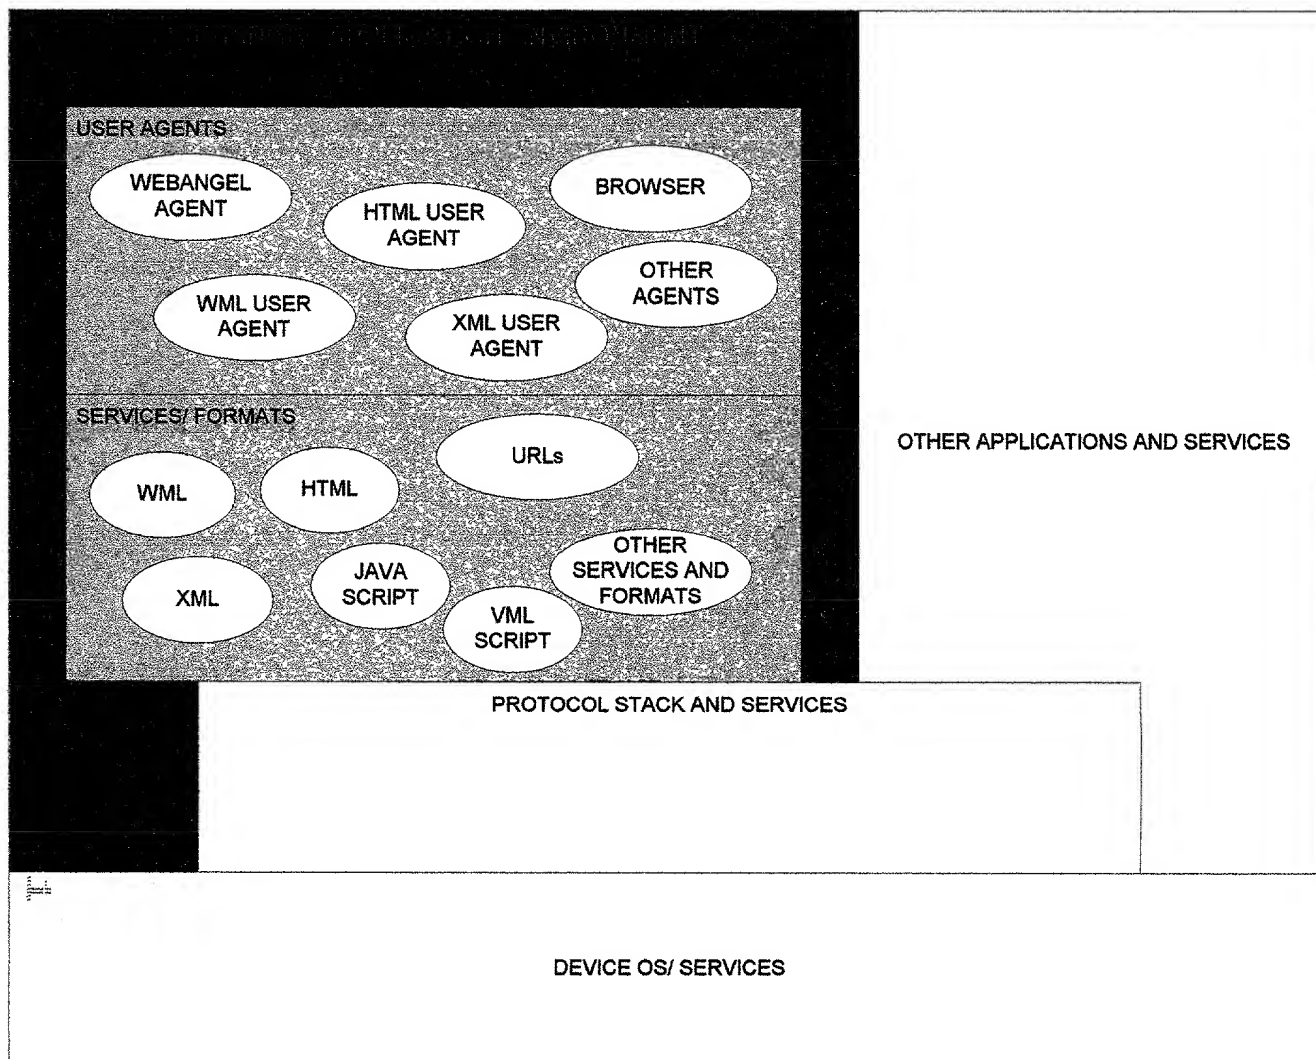 USER AGENTS
WEBANGEL
AGENT
HTML USER
AGENT
BROWSER
OTHER
AGENTS
WML USER
AGENT
XML USER
AGENT
SERVICES/ FORMATS
URLs
WML
HTML
OTHER
SERVICES AND
FORMATS
XML
JAVA
SCRIPT
VML
SCRIPT
OTHER APPLICATIONS AND SERVICES
PROTOCOL STACK AND SERVICES
DEVICE OS/ SERVICES